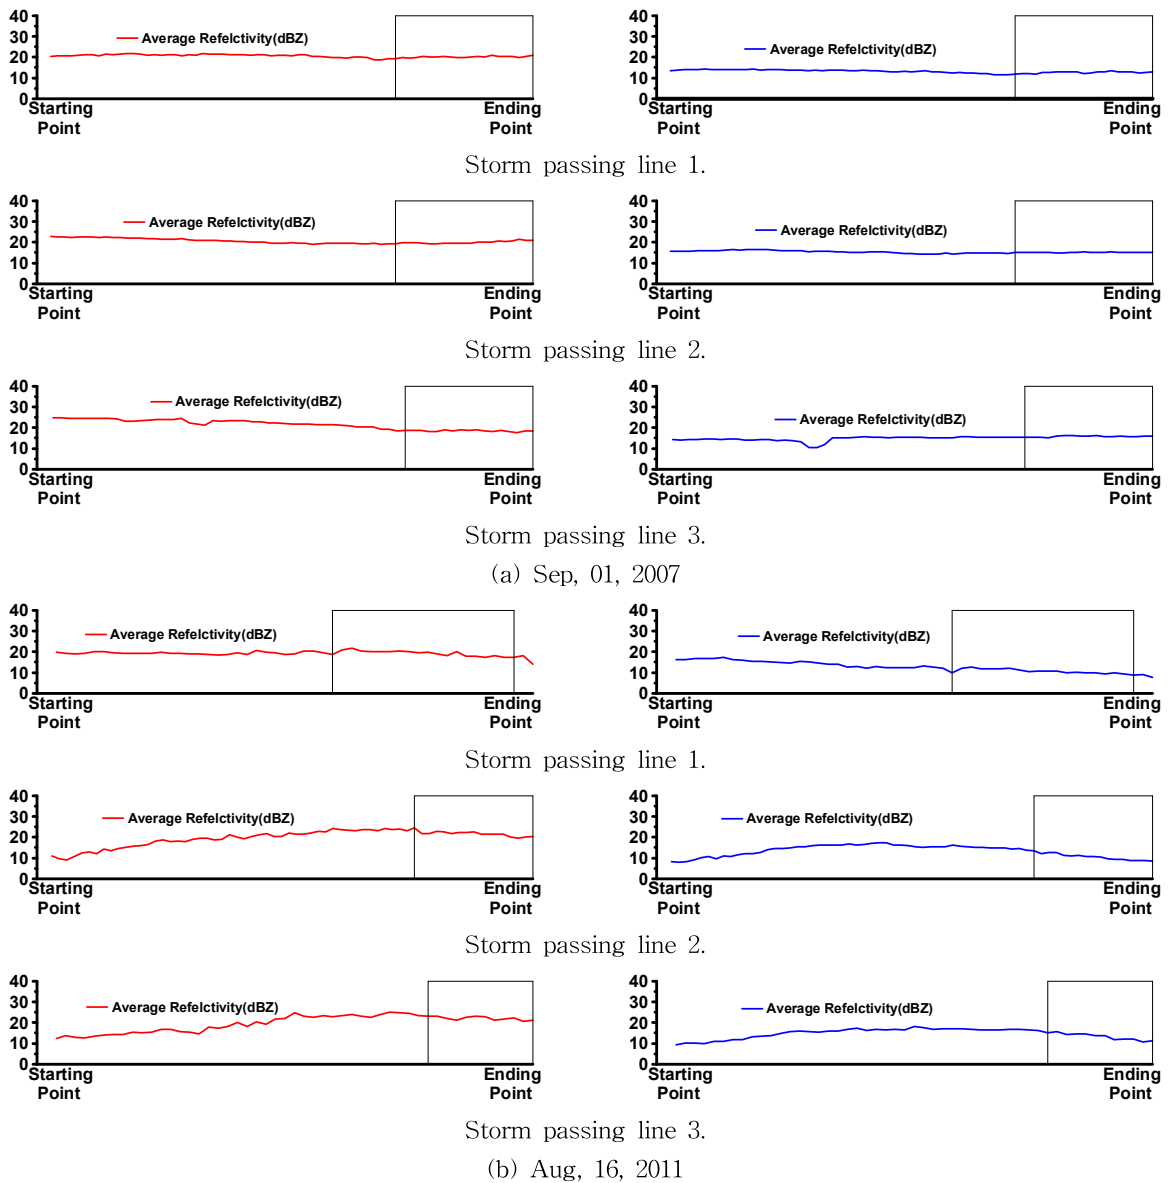 40
30
20
10
0
Average Refelctivity(dBZ)
Starting
Point
Ending
Point
40
30
20
10
0
Average Refelctivity(dBZ)
Starting
Point
Ending
Point
Storm passing line 1.
40
30
20
10
0
Average Refelctivity(dBZ)
Starting
Point
Ending
Point
40
30
20
10
0
Average Refelctivity(dBZ)
Starting
Point
Ending
Point
Storm passing line 2.
40
30
20
10
0
Average Refelctivity(dBZ)
Starting
Point
Ending
Point
40
30
20
10
0
Average Refelctivity(dBZ)
Starting
Point
Ending
Point
Storm passing line 3.
(a) Sep, 01, 2007
40
30
20
10
0
Average Refelctivity(dBZ)
Starting
Point
Ending
Point
40
30
20
10
0
Average Refelctivity(dBZ)
Starting
Point
Ending
Point
Storm passing line 1.
40
30
20
10
0
Average Refelctivity(dBZ)
Starting
Point
Ending
Point
40
30
20
10
0
Average Refelctivity(dBZ)
Starting
Point
Ending
Point
Storm passing line 2.
40
30
20
10
0
Average Refelctivity(dBZ)
Starting
Point
Ending
Point
40
30
20
10
0
Average Refelctivity(dBZ)
Starting
Point
Ending
Point
Storm passing line 3.
(b) Aug, 16, 2011